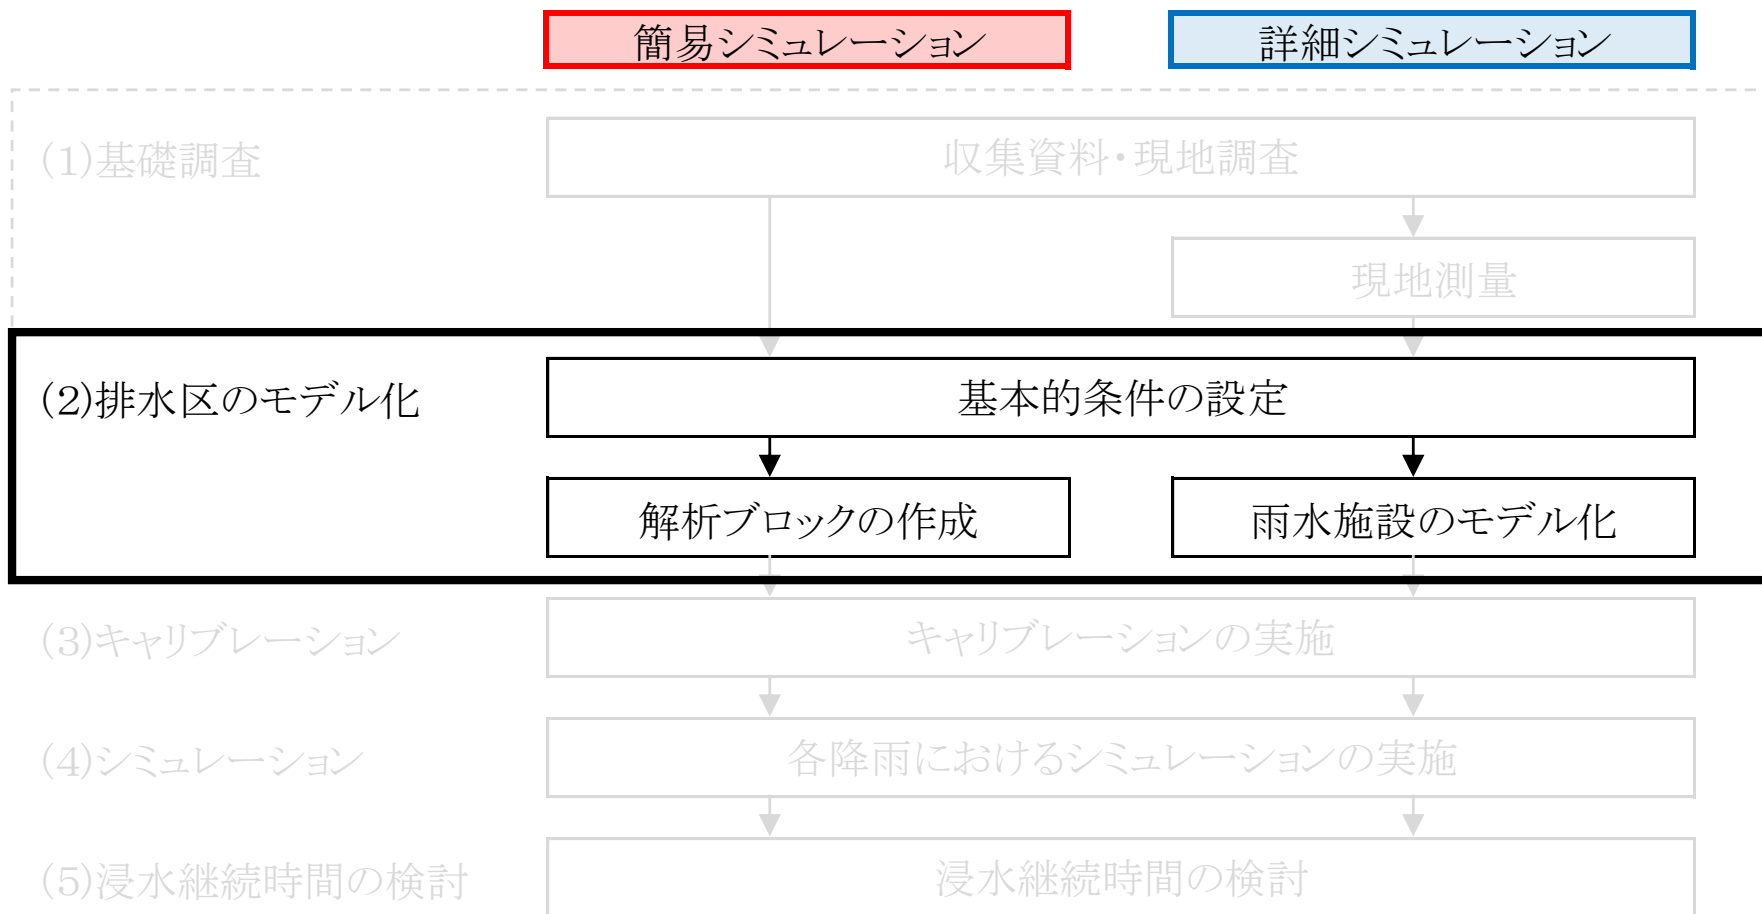 簡易シミュレーション
詳細シミュレーション
(1)基礎調査
収集資料・現地調査
現地測量
(2)排水区のモデル化
基本的条件の設定
解析ブロックの作成
雨水施設のモデル化
(3)キャリブレーション
キャリブレーションの実施
(4)シミュレーション
各降雨におけるシミュレーションの実施
(5)浸水継続時間の検討
浸水継続時間の検討